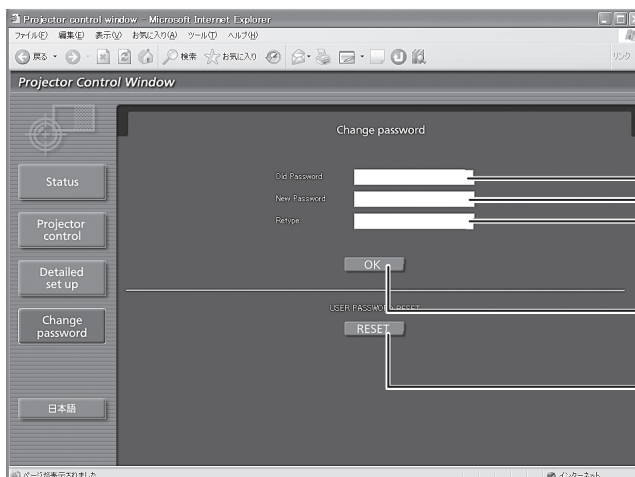 Projector control window - Microsoft Internet Explorer
ファイル(F) 編集(E) 表示(V) お気に入り(A) ツール(T) ヘルプ(H)
戻る 検索 お気に入り リンク
Projector Control Window
Change password
Status
Projector control
Detailed set up
Change password
日本語
Old Password
New Password
Retype
OK
USER PASSWORD RESET
RESET
ページが表示されました インターネット